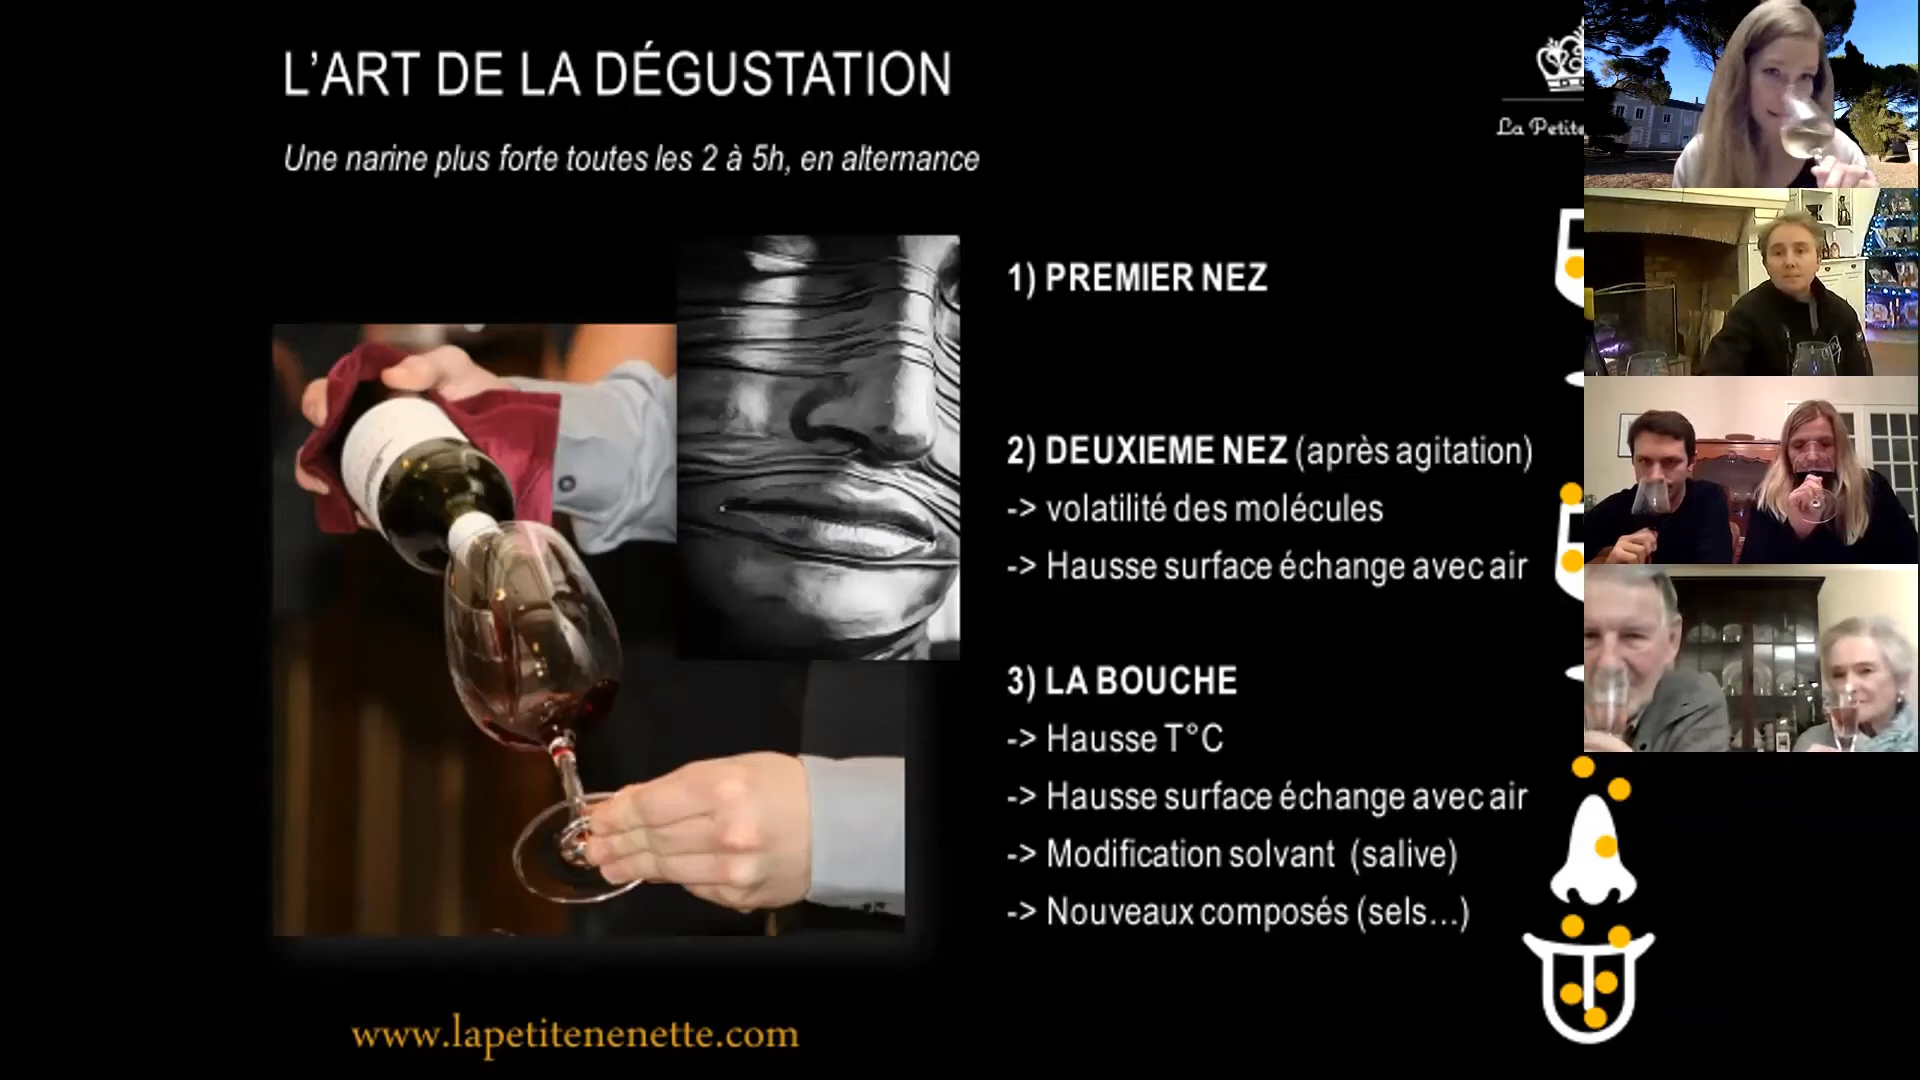 L'ART DE LA DÉGUSTATION
Une narine plus forte toutes les 2 à 5h, en alternance
La Petite
1) PREMIER NEZ
2) DEUXIEME NEZ (après agitation)
-> volatilité des molécules
-> Hausse surface échange avec air
3) LA BOUCHE
-> Hausse T°C
-> Hausse surface échange avec air
-> Modification solvant (salive)
-> Nouveaux composés (sels…)
www.lapetitenenette.com